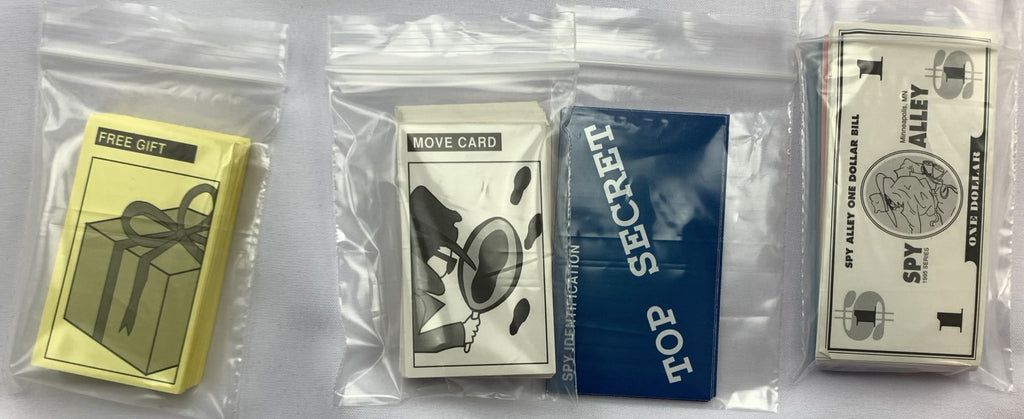 FREE GIFT
MOVE CARD
TOP SECRET
SPY IDENTIFICATION
SPY ALLEY ONE DOLLAR BILL
1
$1
SPY ALLEY
Minneapolis, MN
1995 SERIES
ONE DOLLAR
$1
1